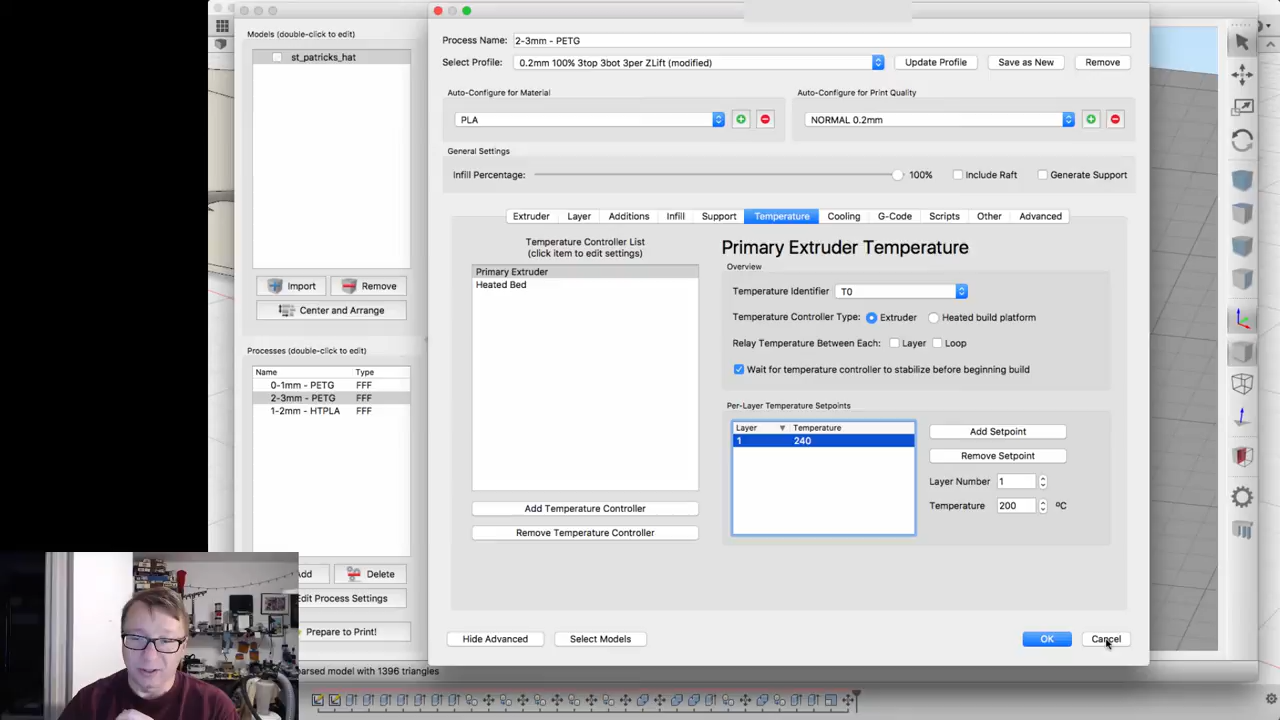 Models (double-click to edit)
st_patricks_hat
Import
Remove
Center and Arrange
Processes (double-click to edit)
Name Type
0-1mm - PETG FFF
2-3mm - PETG FFF
1-2mm - HTPLA FFF
Delete
Edit Process Settings
Prepare to Print!
model with 1396 triangles
Process Name: 2-3mm - PETG
Select Profile: 0.2mm 100% 3top 3bot 3per ZLift (modified) Update Profile Save as New Remove
Auto-Configure for Material
PLA
Auto-Configure for Print Quality
NORMAL 0.2mm
General Settings
Infill Percentage: 100% Include Raft Generate Support
Extruder Layer Additions Infill Support Temperature Cooling G-Code Scripts Other Advanced
Temperature Controller List
(click item to edit settings)
Primary Extruder
Heated Bed
Add Temperature Controller
Remove Temperature Controller
Primary Extruder Temperature
Overview
Temperature Identifier T0
Temperature Controller Type: Extruder Heated build platform
Relay Temperature Between Each: Layer Loop
Wait for temperature controller to stabilize before beginning build
Per-Layer Temperature Setpoints
Layer Temperature
1 240
Add Setpoint
Remove Setpoint
Layer Number 1
Temperature 200 ºC
Hide Advanced Select Models OK Cancel